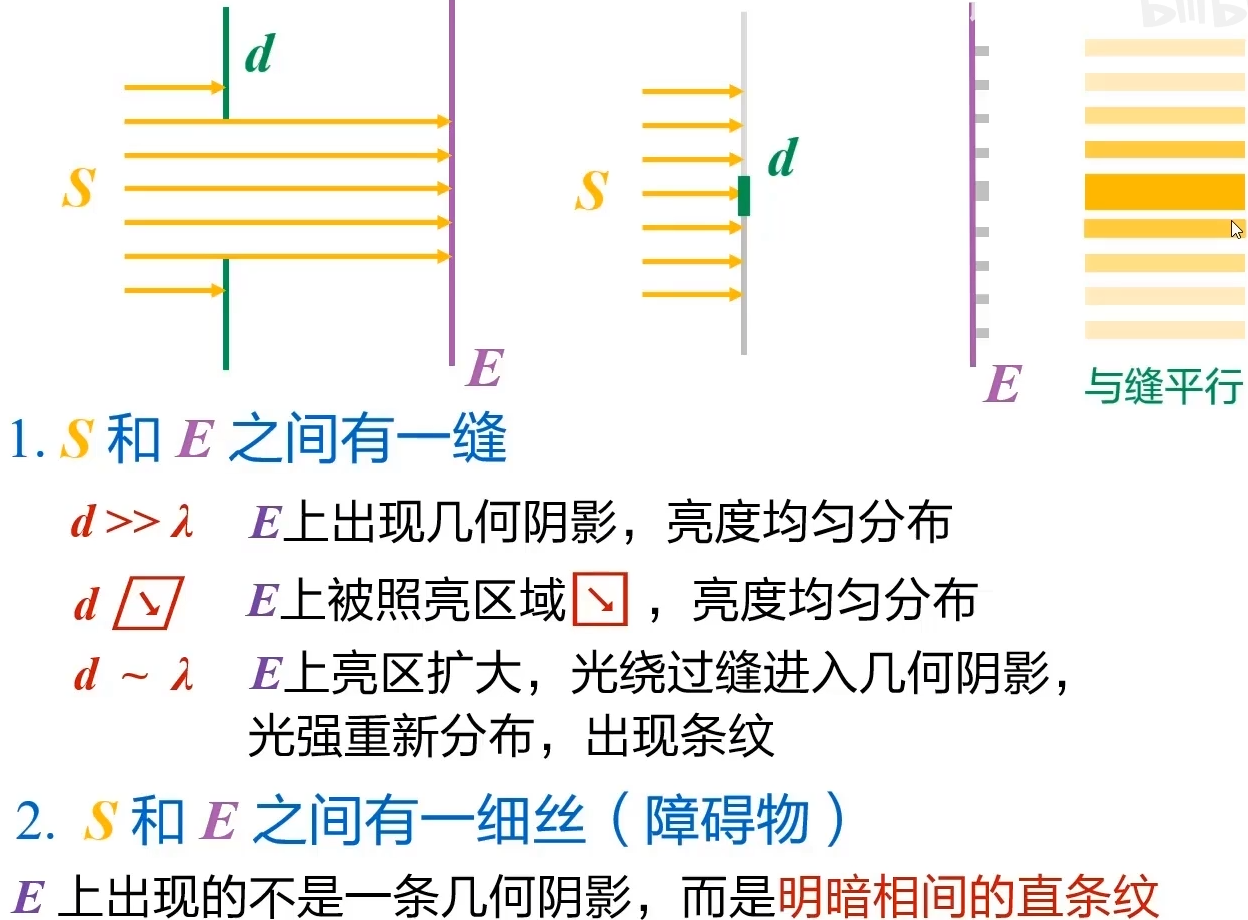 d
S
E
d
S
E
与缝平行
1. S 和 E 之间有一缝
d >> λ E上出现几何阴影，亮度均匀分布
d ↘ E上被照亮区域↘，亮度均匀分布
d ~ λ E上亮区扩大，光绕过缝进入几何阴影，
光强重新分布，出现条纹
2. S 和 E 之间有一细丝（障碍物）
E 上出现的不是一条几何阴影，而是明暗相间的直条纹